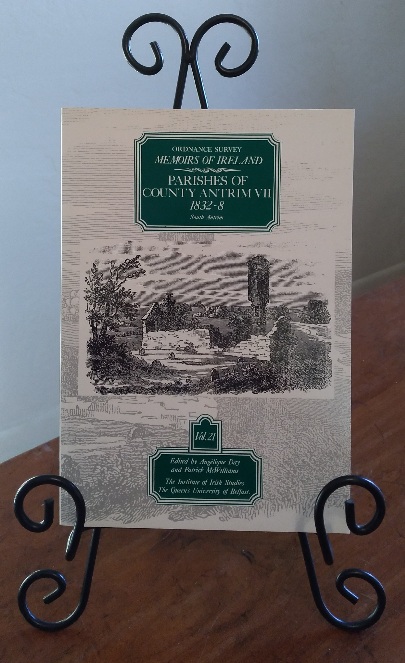 ORDNANCE SURVEY
MEMOIRS OF IRELAND
PARISHES OF
COUNTY ANTRIM VII
1832-8
South Antrim
Vol. 21
Edited by Angélique Day
and Patrick McWilliams
The Institute of Irish Studies
The Queen's University of Belfast.